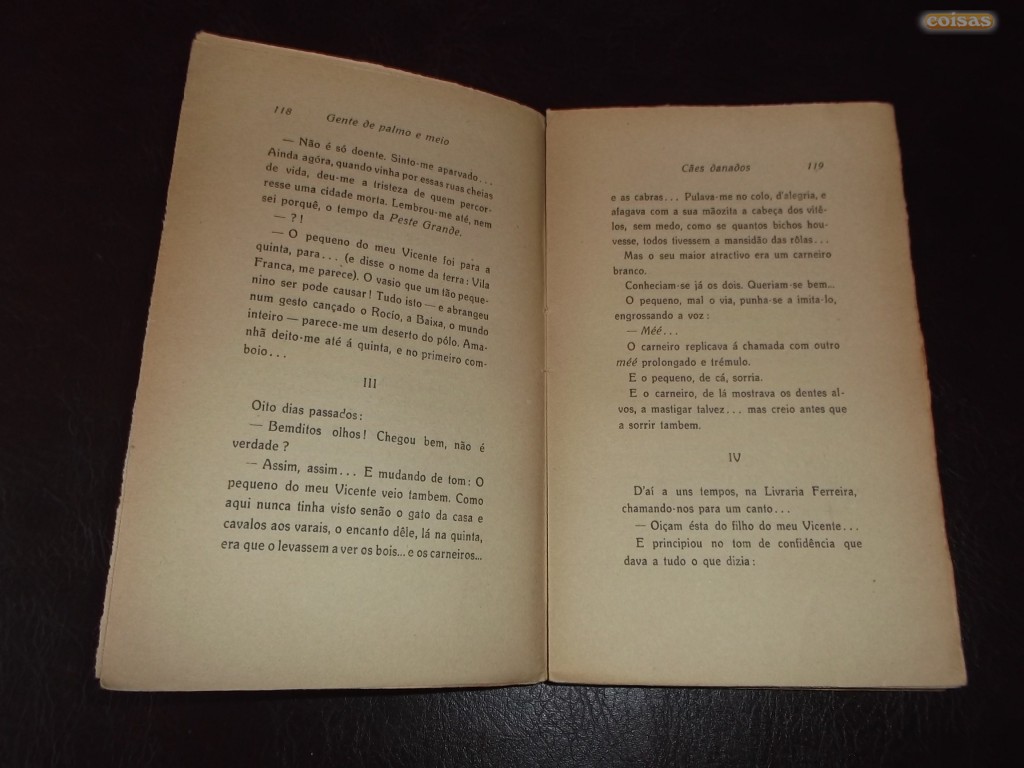 coisas
118 Gente de palmo e meio
— Não é só doente. Sinto-me aparvado...
Ainda agóra, quando vinha por essas ruas cheias
de vida, deu-me a tristeza de quem percor-
resse uma cidade morta. Lembrou-me até, nem
sei porquê, o tempo da Peste Grande.
— ?!
— O pequeno do meu Vicente foi para a
quinta, para... (e disse o nome da terra: Vila
Franca, me parece). O vasio que um tão peque-
nino ser pode causar! Tudo isto — e abrangeu
num gesto cançado o Rocío, a Baixa, o mundo
inteiro — parece-me um deserto do pólo. Ama-
nhã deito-me até á quinta, e no primeiro com-
boio...
III
Oito dias passados:
— Bemditos olhos! Chegou bem, não é
verdade?
— Assim, assim... E mudando de tom: O
pequeno do meu Vicente veio tambem. Como
aqui nunca tinha visto senão o gato da casa e
cavalos aos varais, o encanto dêle, lá na quinta,
era que o levassem a ver os bois... e os carneiros...
Cães danados 119
e as cabras... Pulava-me no colo, d'alegria, e
afagava com a sua mãozita a cabeça dos vitê-
los, sem medo, como se quantos bichos hou-
vesse, todos tivessem a mansidão das rôlas...
Mas o seu maior atractivo era um carneiro
branco.
Conheciam-se já os dois. Queriam-se bem...
O pequeno, mal o via, punha-se a imita-lo,
engrossando a voz:
— Méé...
O carneiro replicava á chamada com outro
méé prolongado e trémulo.
E o pequeno, de cá, sorria.
E o carneiro, de lá mostrava os dentes al-
vos, a mastigar talvez... mas creio antes que
a sorrir tambem.
IV
D'aí a uns tempos, na Livraria Ferreira,
chamando-nos para um canto...
— Oiçam ésta do filho do meu Vicente...
E principiou no tom de confidência que
dava a tudo o que dizia: